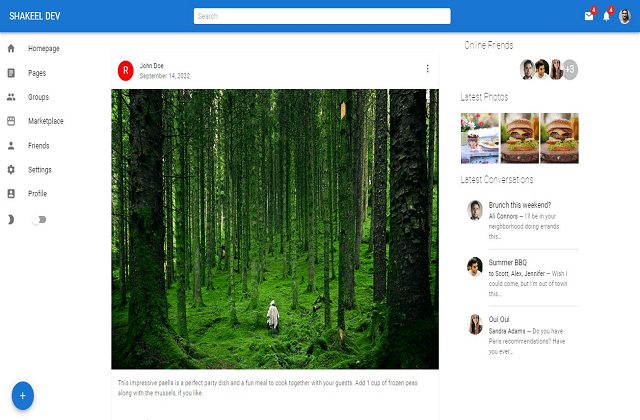 SHAKEEL DEV
Search
4
4
Homepage
Pages
Groups
Marketplace
Friends
Settings
Profile
+
R
John Doe
September 14, 2022
This impressive paella is a perfect party dish and a fun meal to cook together with your guests. Add 1 cup of frozen peas
along with the mussels, if you like.
Online Friends
+3
Latest Photos
Latest Conversations
Brunch this weekend?
Ali Connors — I'll be in your
neighborhood doing errands
this…
Summer BBQ
to Scott, Alex, Jennifer — Wish I
could come, but I'm out of town
this…
Oui Oui
Sandra Adams — Do you have
Paris recommendations? Have
you ever…